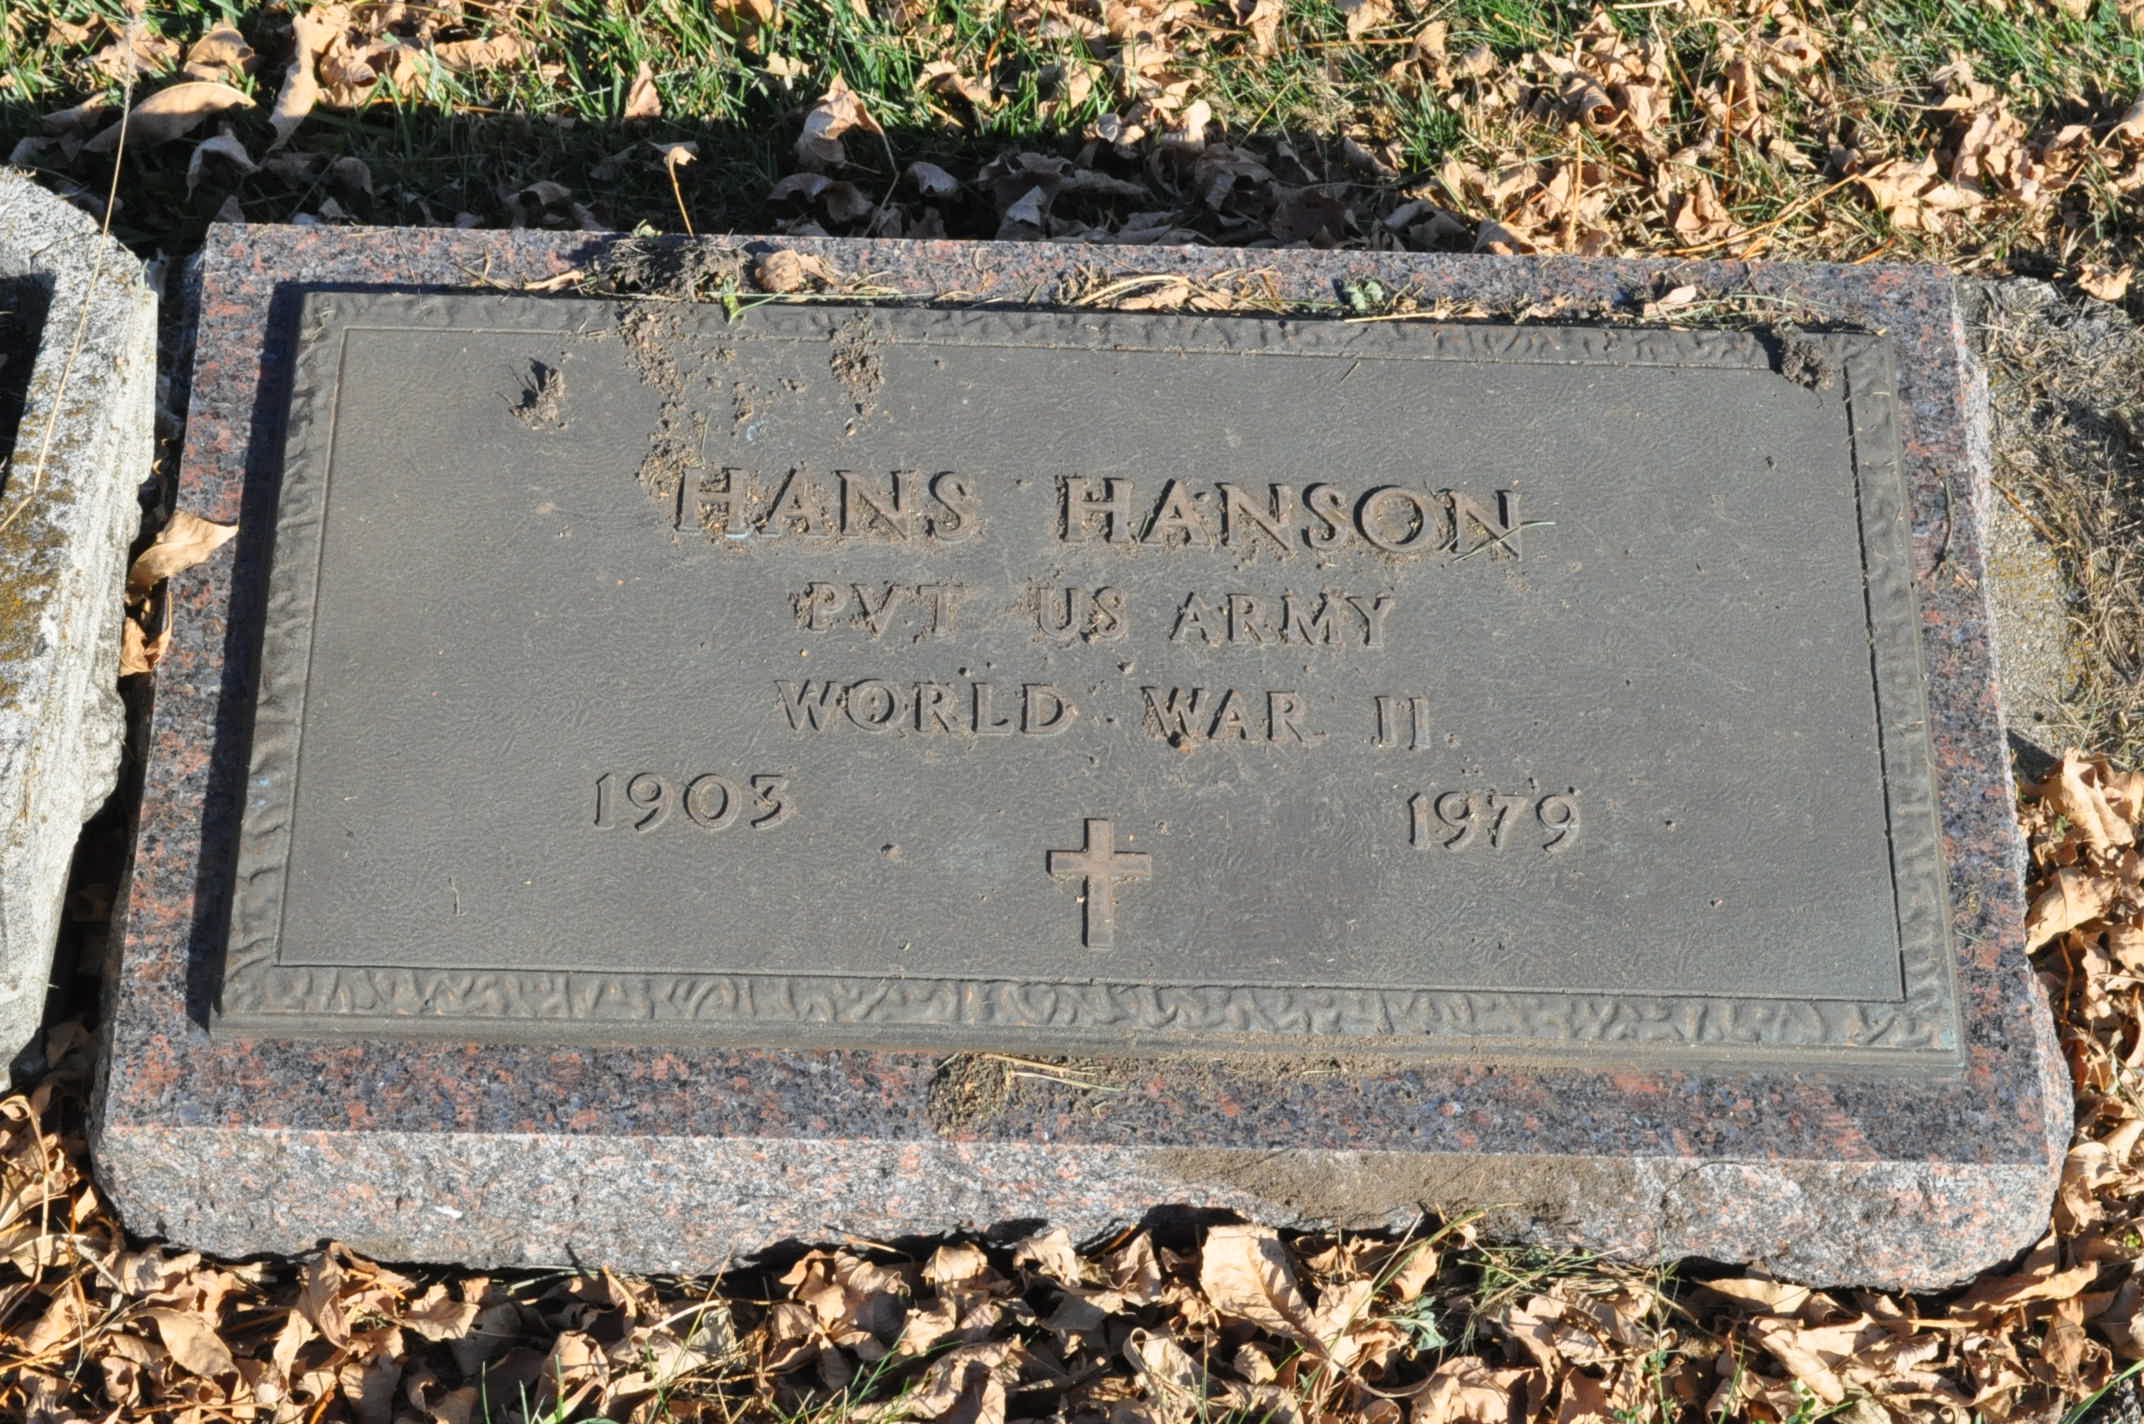 HANS HANSON
PVT US ARMY
WORLD WAR II
1903 1979